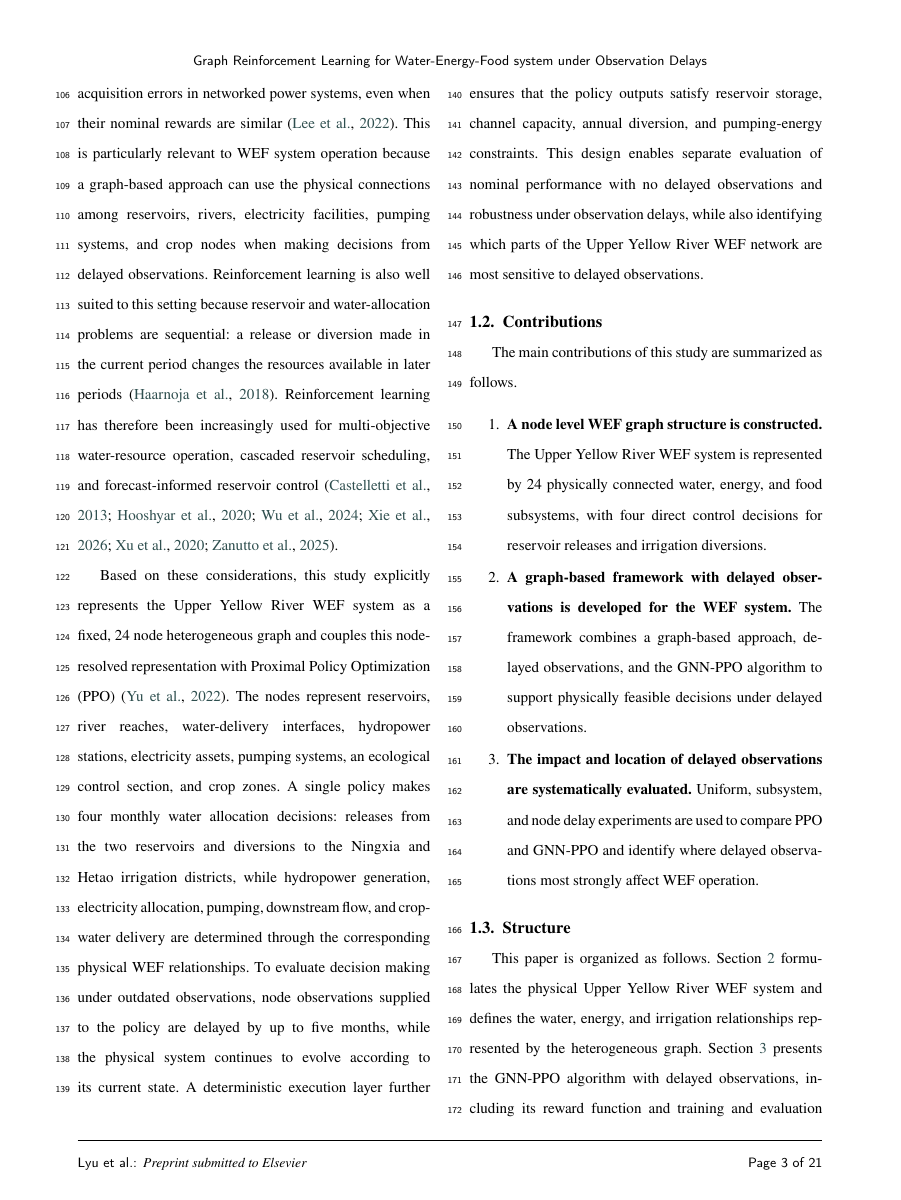 Graph Reinforcement Learning for Water-Energy-Food system under Observation Delays
106 acquisition errors in networked power systems, even when
107 their nominal rewards are similar (Lee et al., 2022). This
108 is particularly relevant to WEF system operation because
109 a graph-based approach can use the physical connections
110 among reservoirs, rivers, electricity facilities, pumping
111 systems, and crop nodes when making decisions from
112 delayed observations. Reinforcement learning is also well
113 suited to this setting because reservoir and water-allocation
114 problems are sequential: a release or diversion made in
115 the current period changes the resources available in later
116 periods (Haarnoja et al., 2018). Reinforcement learning
117 has therefore been increasingly used for multi-objective
118 water-resource operation, cascaded reservoir scheduling,
119 and forecast-informed reservoir control (Castelletti et al.,
120 2013; Hooshyar et al., 2020; Wu et al., 2024; Xie et al.,
121 2026; Xu et al., 2020; Zanutto et al., 2025).
122 Based on these considerations, this study explicitly
123 represents the Upper Yellow River WEF system as a
124 fixed, 24 node heterogeneous graph and couples this node-
125 resolved representation with Proximal Policy Optimization
126 (PPO) (Yu et al., 2022). The nodes represent reservoirs,
127 river reaches, water-delivery interfaces, hydropower
128 stations, electricity assets, pumping systems, an ecological
129 control section, and crop zones. A single policy makes
130 four monthly water allocation decisions: releases from
131 the two reservoirs and diversions to the Ningxia and
132 Hetao irrigation districts, while hydropower generation,
133 electricity allocation, pumping, downstream flow, and crop-
134 water delivery are determined through the corresponding
135 physical WEF relationships. To evaluate decision making
136 under outdated observations, node observations supplied
137 to the policy are delayed by up to five months, while
138 the physical system continues to evolve according to
139 its current state. A deterministic execution layer further
140 ensures that the policy outputs satisfy reservoir storage,
141 channel capacity, annual diversion, and pumping-energy
142 constraints. This design enables separate evaluation of
143 nominal performance with no delayed observations and
144 robustness under observation delays, while also identifying
145 which parts of the Upper Yellow River WEF network are
146 most sensitive to delayed observations.
147 1.2. Contributions
148 The main contributions of this study are summarized as
149 follows.
150 1. A node level WEF graph structure is constructed.
151 The Upper Yellow River WEF system is represented
152 by 24 physically connected water, energy, and food
153 subsystems, with four direct control decisions for
154 reservoir releases and irrigation diversions.
155 2. A graph-based framework with delayed obser-
156 vations is developed for the WEF system. The
157 framework combines a graph-based approach, de-
158 layed observations, and the GNN-PPO algorithm to
159 support physically feasible decisions under delayed
160 observations.
161 3. The impact and location of delayed observations
162 are systematically evaluated. Uniform, subsystem,
163 and node delay experiments are used to compare PPO
164 and GNN-PPO and identify where delayed observa-
165 tions most strongly affect WEF operation.
166 1.3. Structure
167 This paper is organized as follows. Section 2 formu-
168 lates the physical Upper Yellow River WEF system and
169 defines the water, energy, and irrigation relationships rep-
170 resented by the heterogeneous graph. Section 3 presents
171 the GNN-PPO algorithm with delayed observations, in-
172 cluding its reward function and training and evaluation
Lyu et al.: Preprint submitted to Elsevier
Page 3 of 21